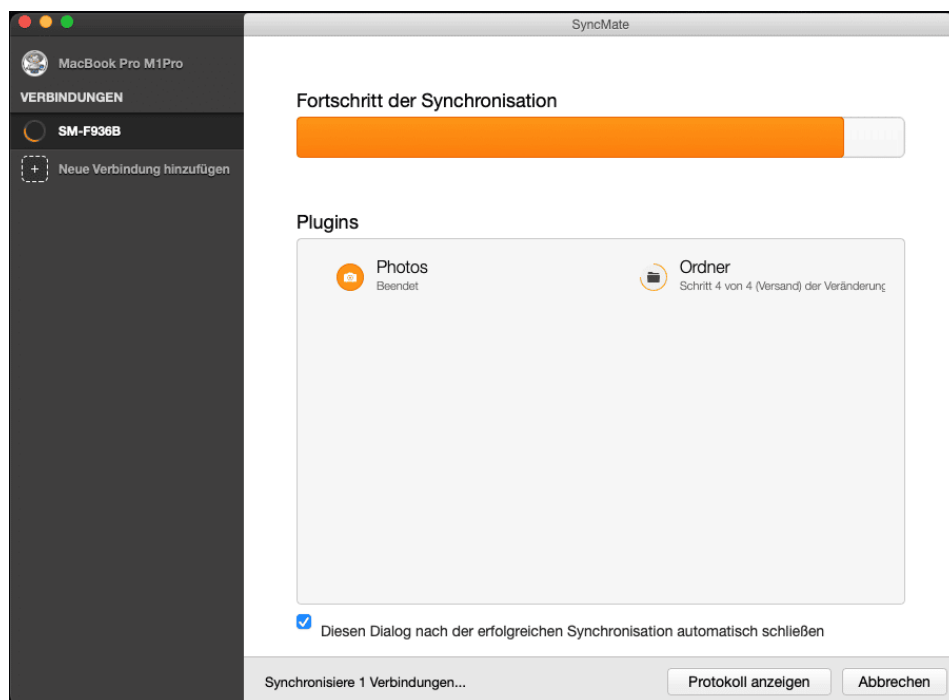 SyncMate
MacBook Pro M1Pro
VERBINDUNGEN
SM-F936B
Neue Verbindung hinzufügen
Fortschritt der Synchronisation
Plugins
Photos
Beendet
Ordner
Schritt 4 von 4 (Versand) der Veränderung
Diesen Dialog nach der erfolgreichen Synchronisation automatisch schließen
Synchronisiere 1 Verbindungen...
Protokoll anzeigen
Abbrechen